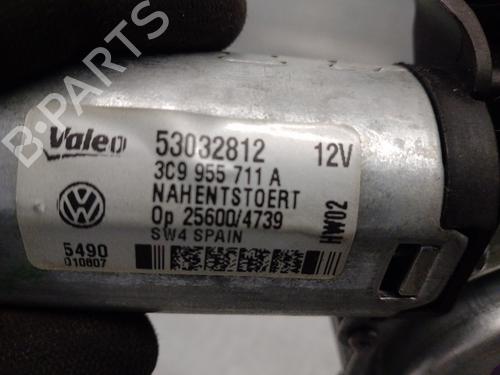 B-PARTS
Valeo 53032812 12V
3C9 955 711 A
NAHENTSTOERT
Op 25600/4739
SW4 SPAIN
HW02
5490
010807